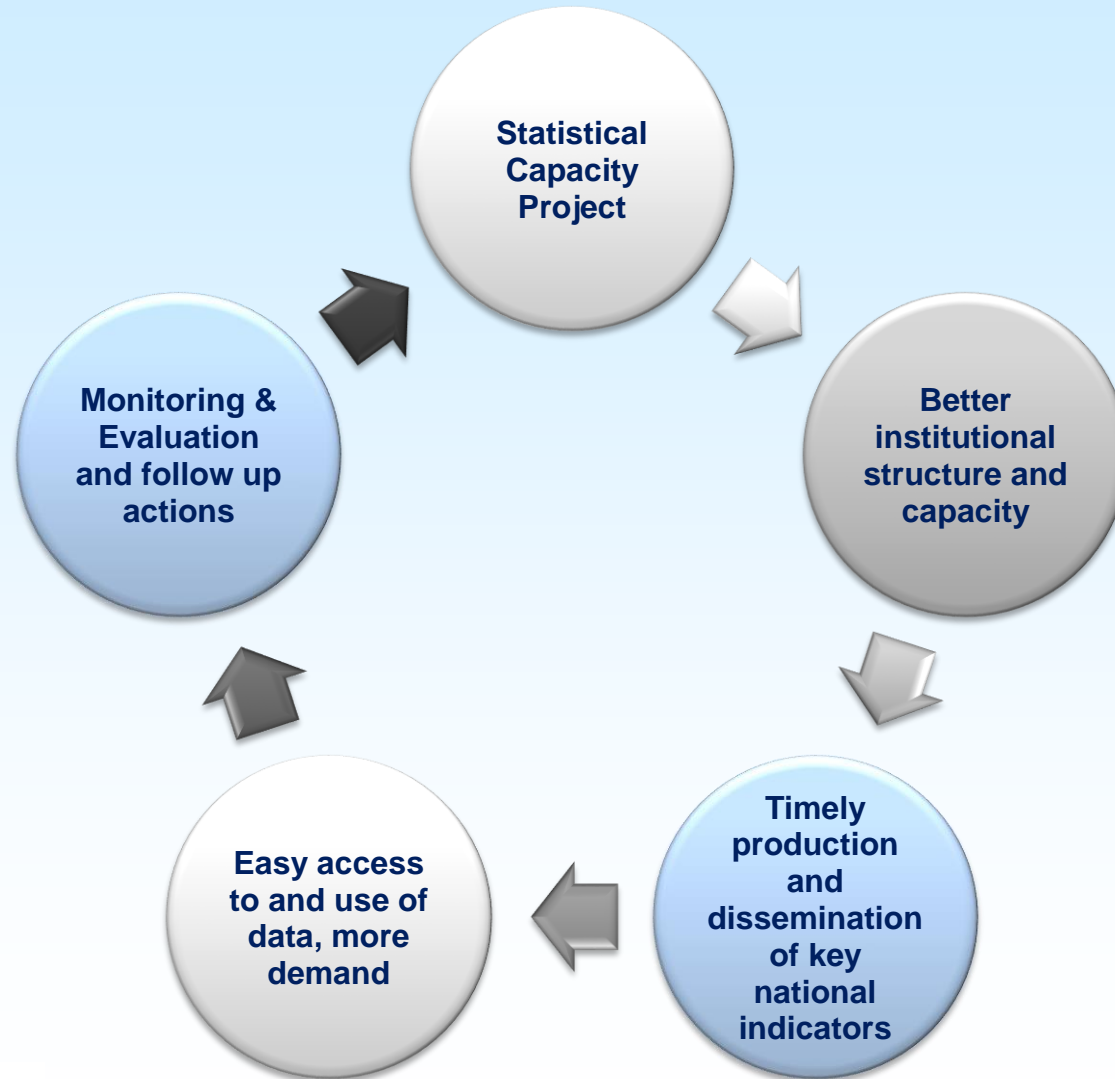 Statistical
Capacity
Project
Better
institutional
structure and
capacity
Timely
production
and
dissemination
of key
national
indicators
Easy access
to and use of
data, more
demand
Monitoring &
Evaluation
and follow up
actions